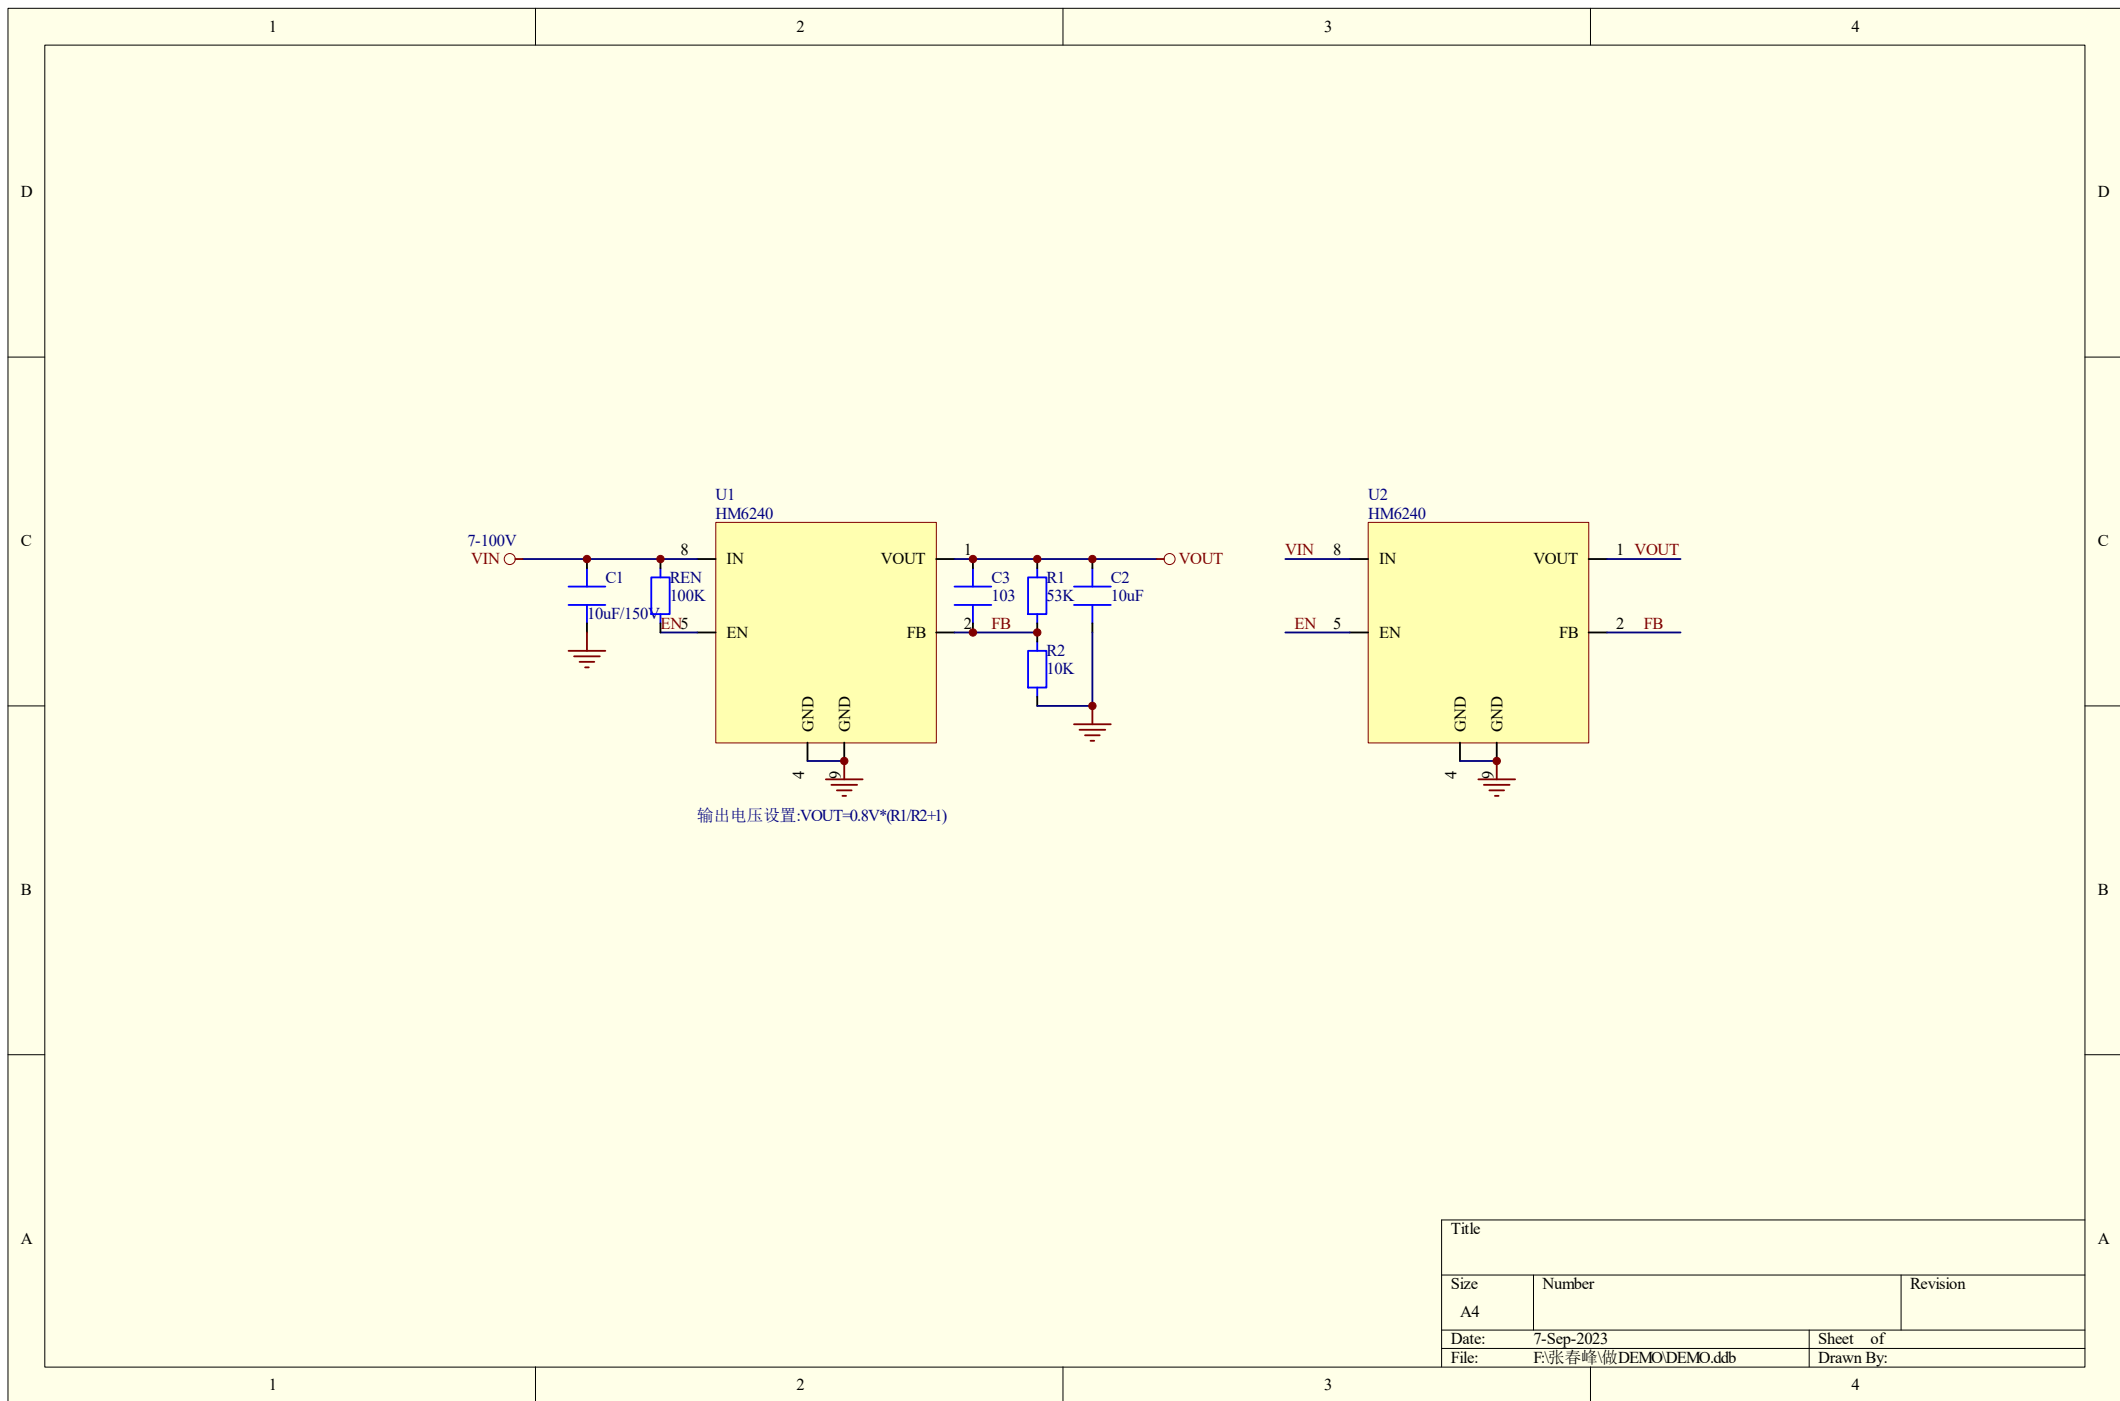 1 2 3 4
D D
U1
HM6240
U2
HM6240
C C
7-100V
VIN 8 IN VOUT 1 VOUT
VIN 8 IN VOUT 1 VOUT
C1
10uF/150V
REN
100K
C3
103
R1
53K
C2
10uF
EN 5 EN FB 2 FB
EN 5 EN FB 2 FB
R2
10K
GND GND
GND GND
4 9
4 9
输出电压设置:VOUT=0.8V*(R1/R2+1)
B B
A A
Title
Size Number Revision
A4
Date: 7-Sep-2023 Sheet of
File: F:\张春峰\做DEMO\DEMO.ddb Drawn By:
1 2 3 4